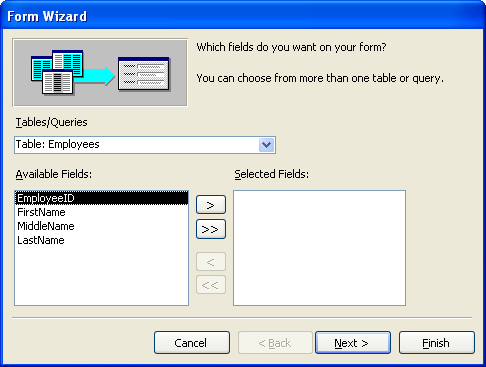 Form Wizard
Which fields do you want on your form?
You can choose from more than one table or query.
Tables/Queries
Table: Employees
Available Fields:
Selected Fields:
EmployeeID
FirstName
MiddleName
LastName
>
>>
<
<<
Cancel
< Back
Next >
Finish